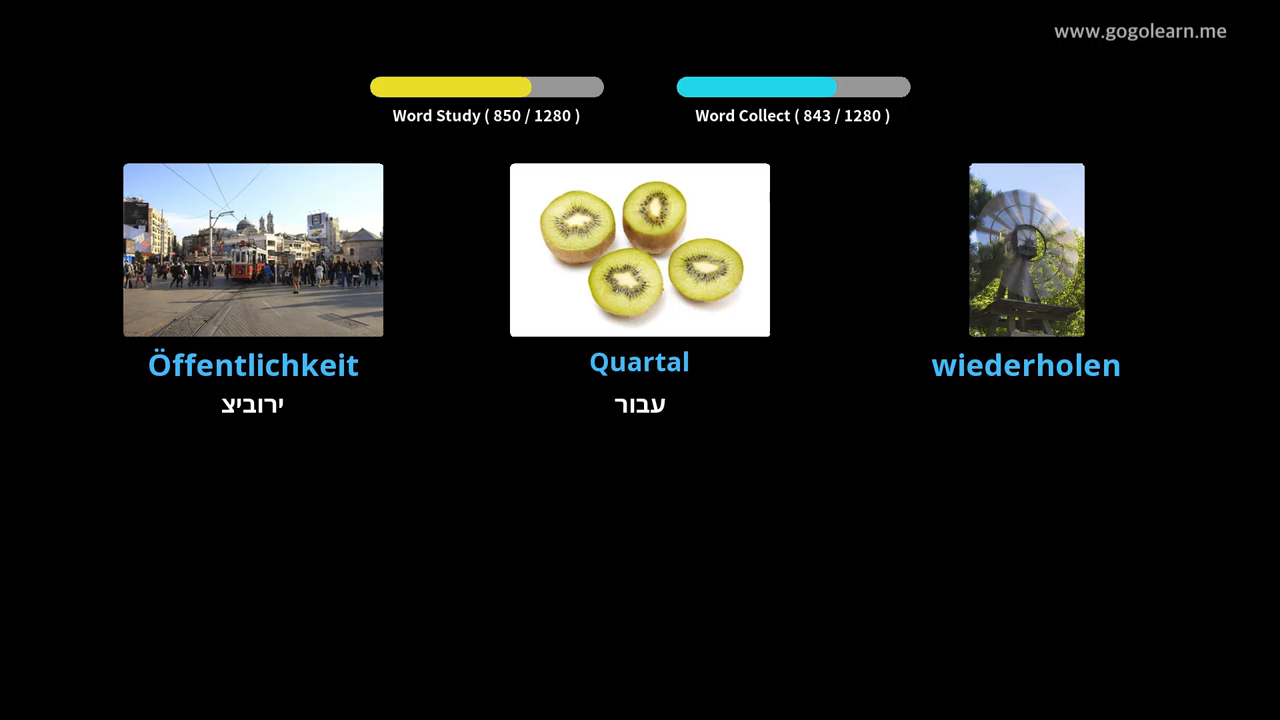 www.gogolearn.me
Word Study ( 850 / 1280 )
Word Collect ( 843 / 1280 )
Öffentlichkeit
ירוביצ
Quartal
עבור
wiederholen